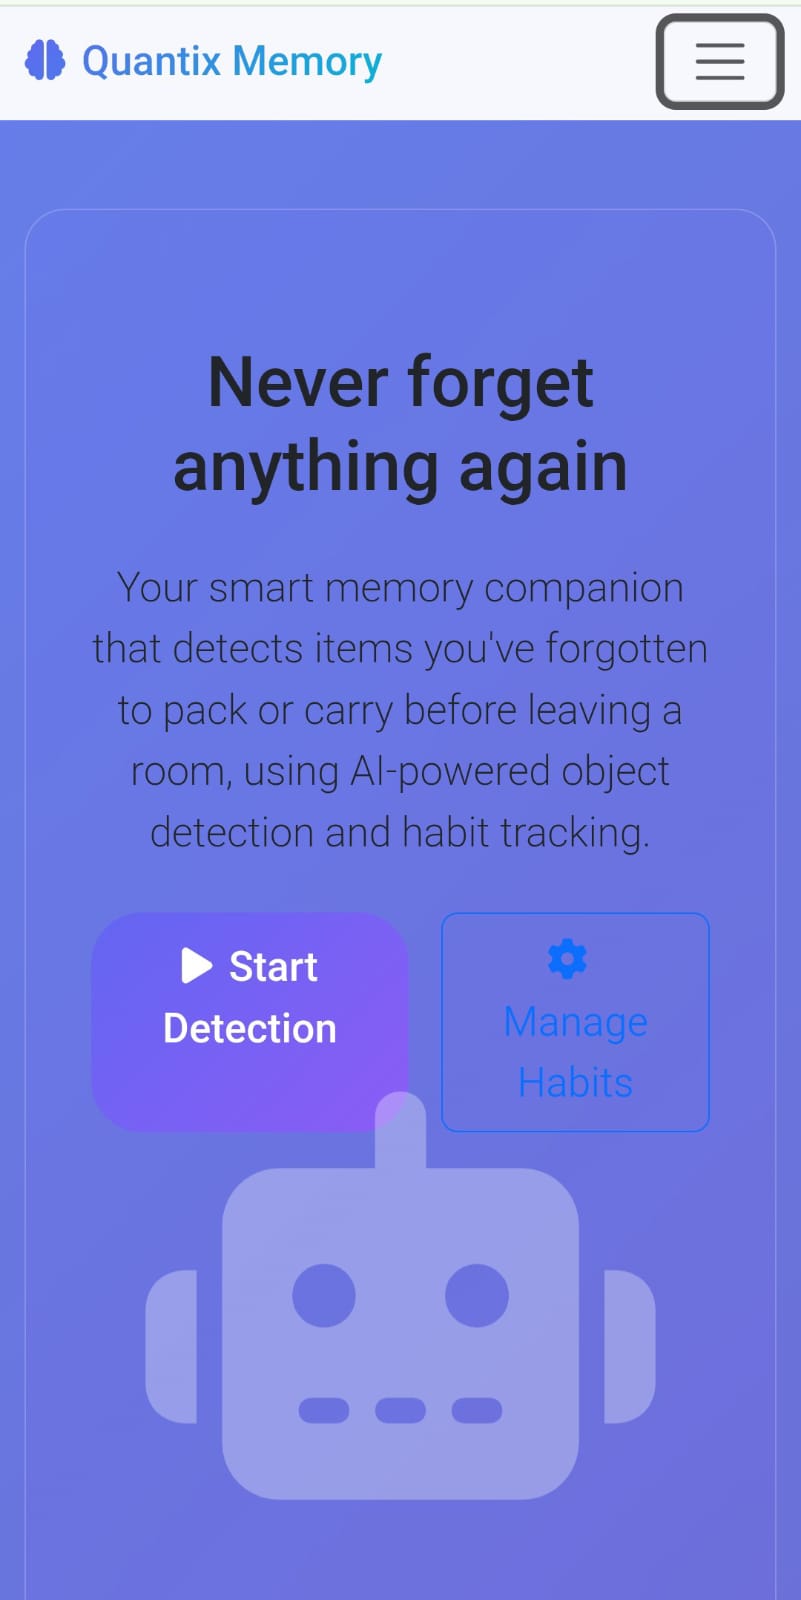 Quantix Memory
Never forget
anything again
Your smart memory companion
that detects items you've forgotten
to pack or carry before leaving a
room, using AI-powered object
detection and habit tracking.
Start
Detection
Manage
Habits